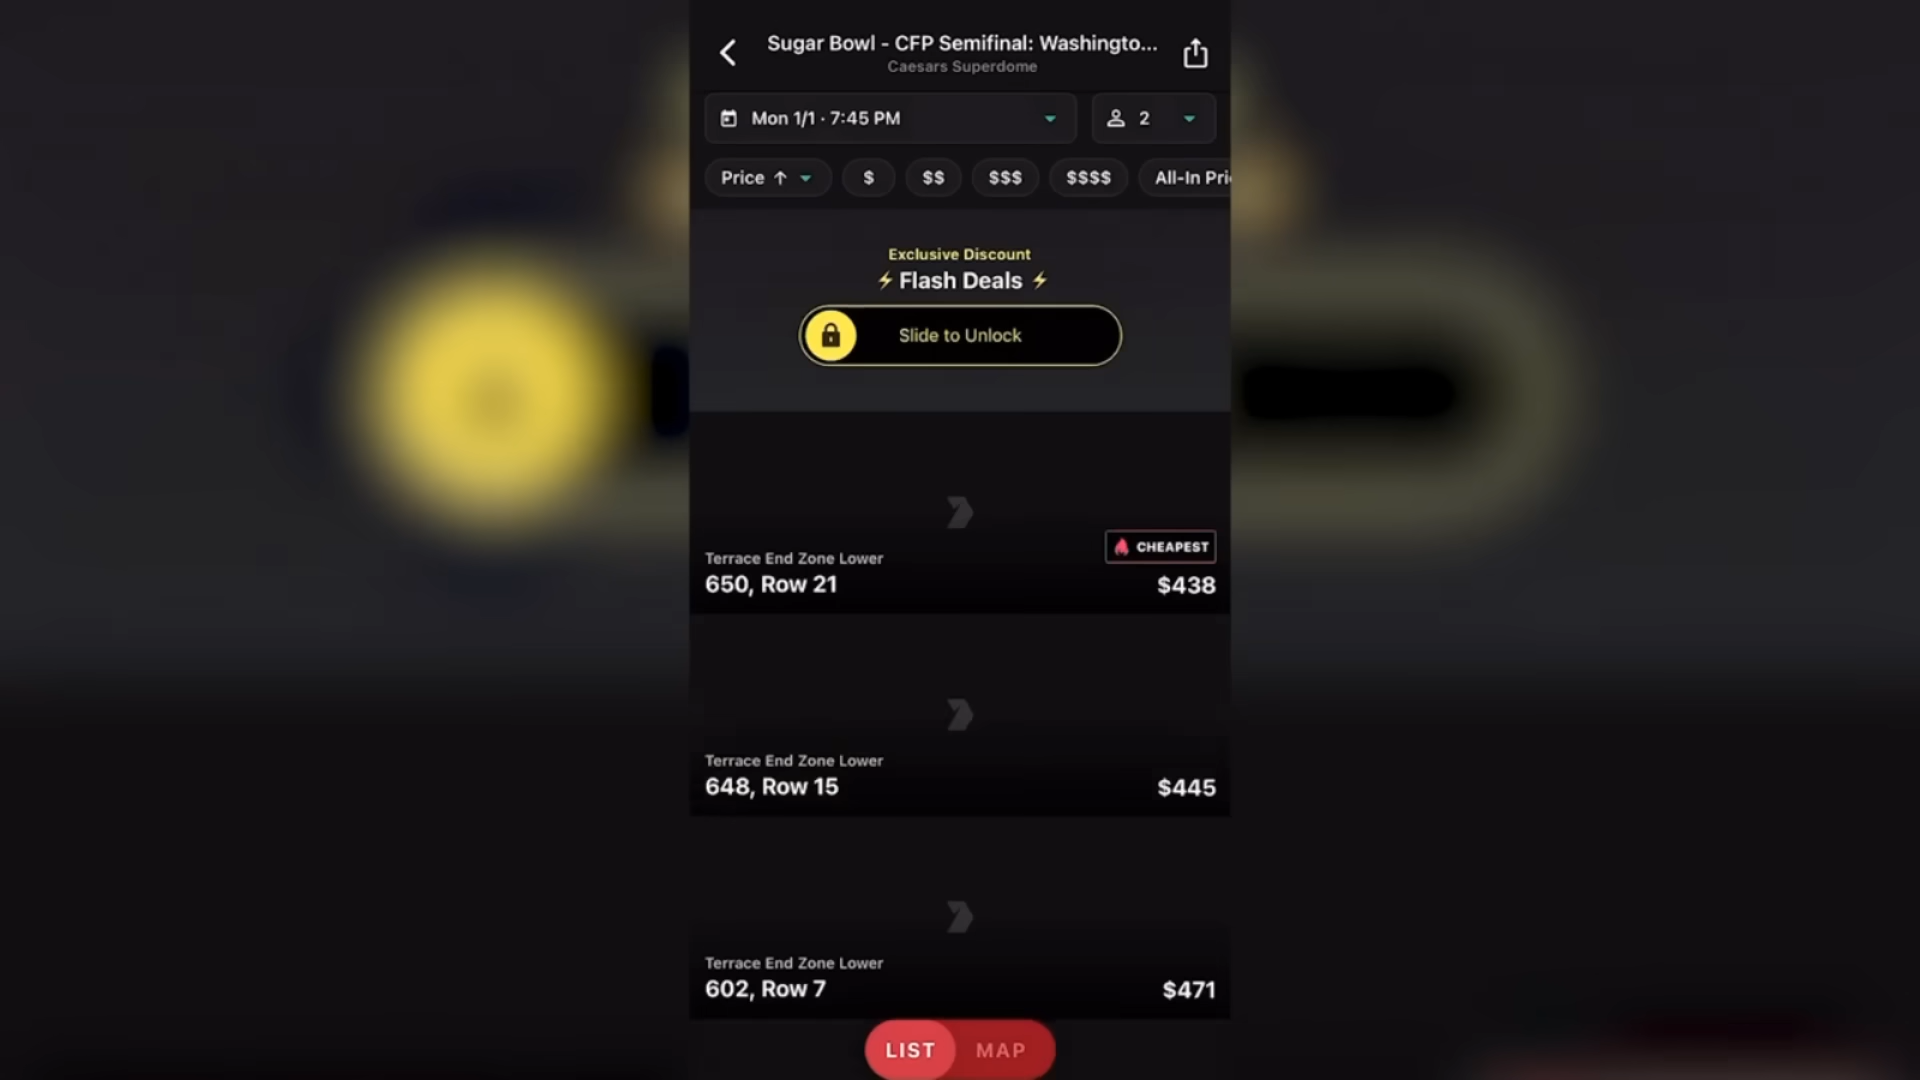 Sugar Bowl - CFP Semifinal: Washingto...
Caesars Superdome
Mon 1/1 · 7:45 PM
2
Price ↑
$
$$
$$$
$$$$
All-In Pri
Exclusive Discount
⚡ Flash Deals ⚡
Slide to Unlock
CHEAPEST
Terrace End Zone Lower
650, Row 21
$438
Terrace End Zone Lower
648, Row 15
$445
Terrace End Zone Lower
602, Row 7
$471
LIST
MAP